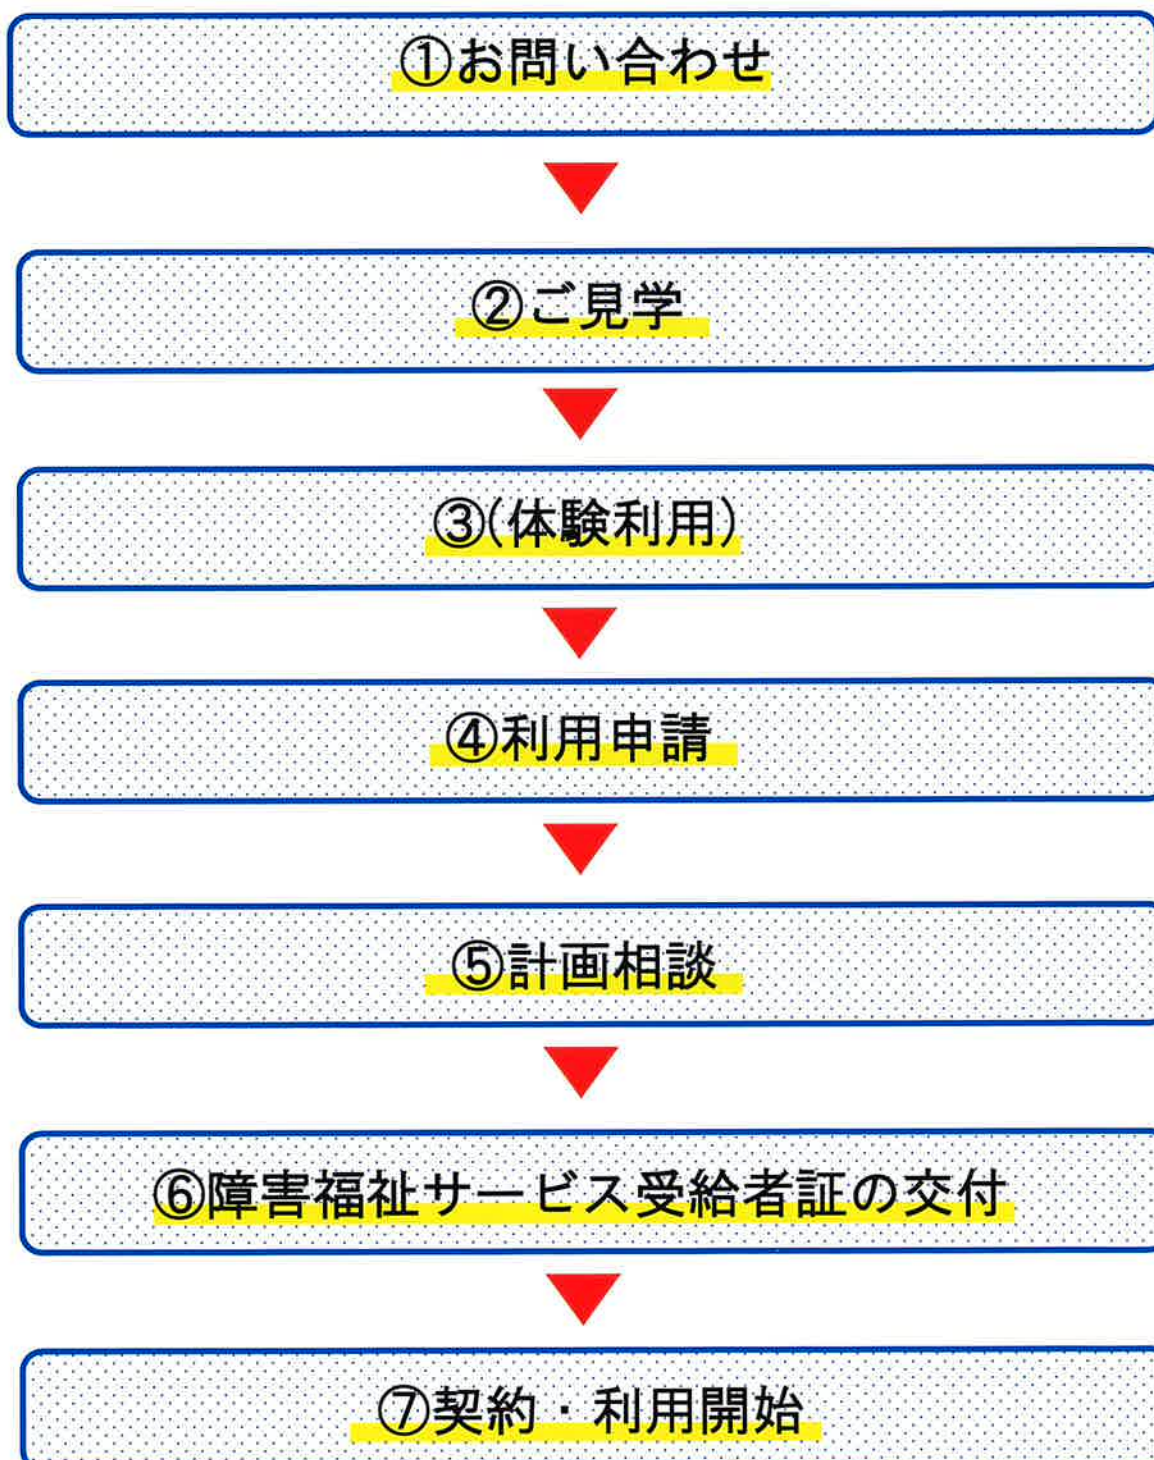 ①お問い合わせ
②ご見学
③(体験利用)
④利用申請
⑤計画相談
⑥障害福祉サービス受給者証の交付
⑦契約・利用開始